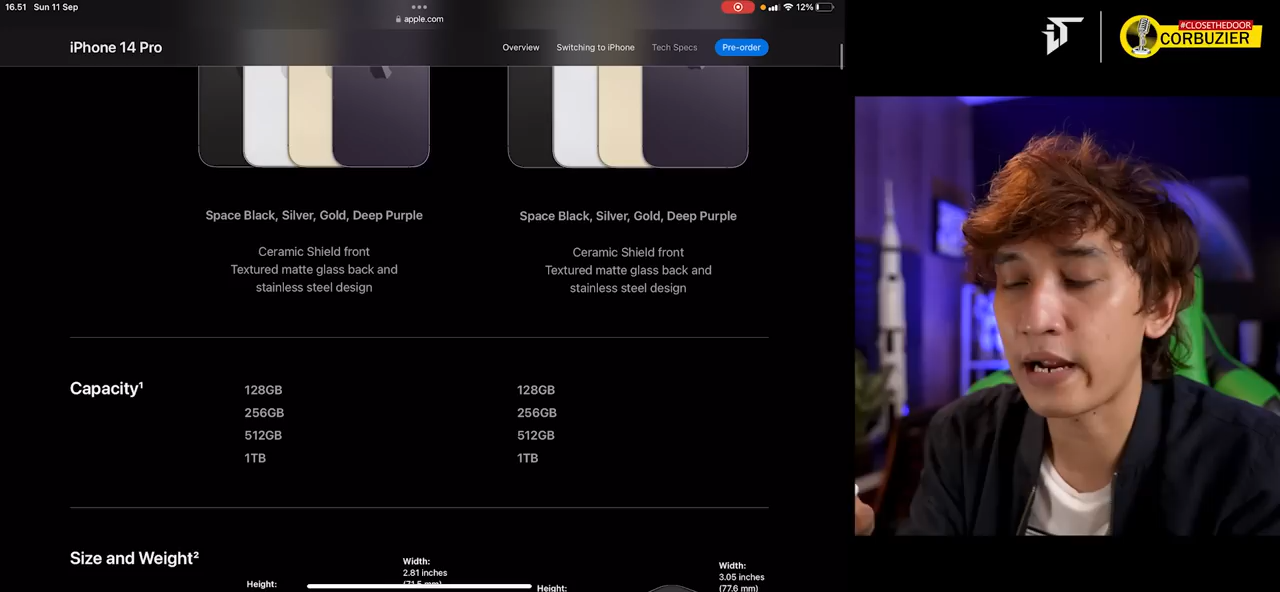 16.51 Sun 11 Sep
12%
apple.com
iPhone 14 Pro
Overview
Switching to iPhone
Tech Specs
Pre-order
#CLOSETHEDOOR
CORBUZIER
Space Black, Silver, Gold, Deep Purple
Space Black, Silver, Gold, Deep Purple
Ceramic Shield front
Textured matte glass back and
stainless steel design
Ceramic Shield front
Textured matte glass back and
stainless steel design
Capacity¹
128GB
256GB
512GB
1TB
128GB
256GB
512GB
1TB
Size and Weight²
Height:
Width:
2.81 inches
(71.5 mm)
Height:
Width:
3.05 inches
(77.6 mm)